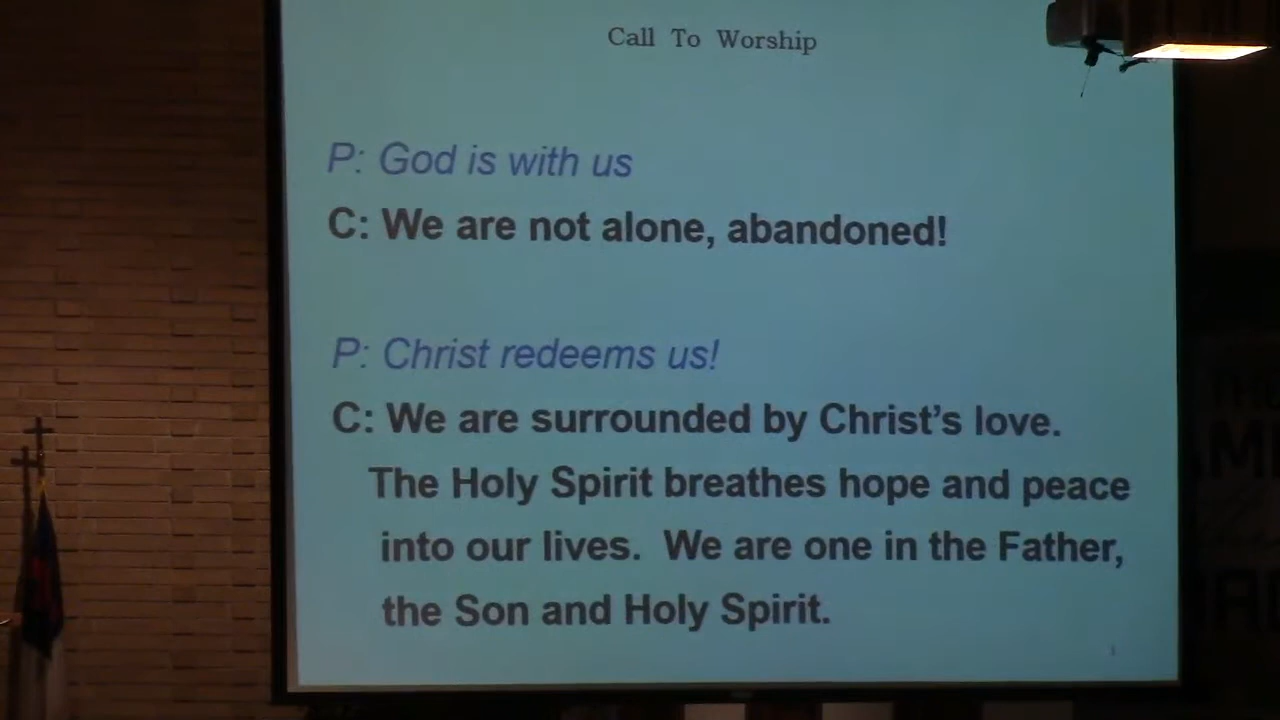 Call To Worship
P: God is with us
C: We are not alone, abandoned!
P: Christ redeems us!
C: We are surrounded by Christ’s love.
The Holy Spirit breathes hope and peace
into our lives.  We are one in the Father,
the Son and Holy Spirit.
1